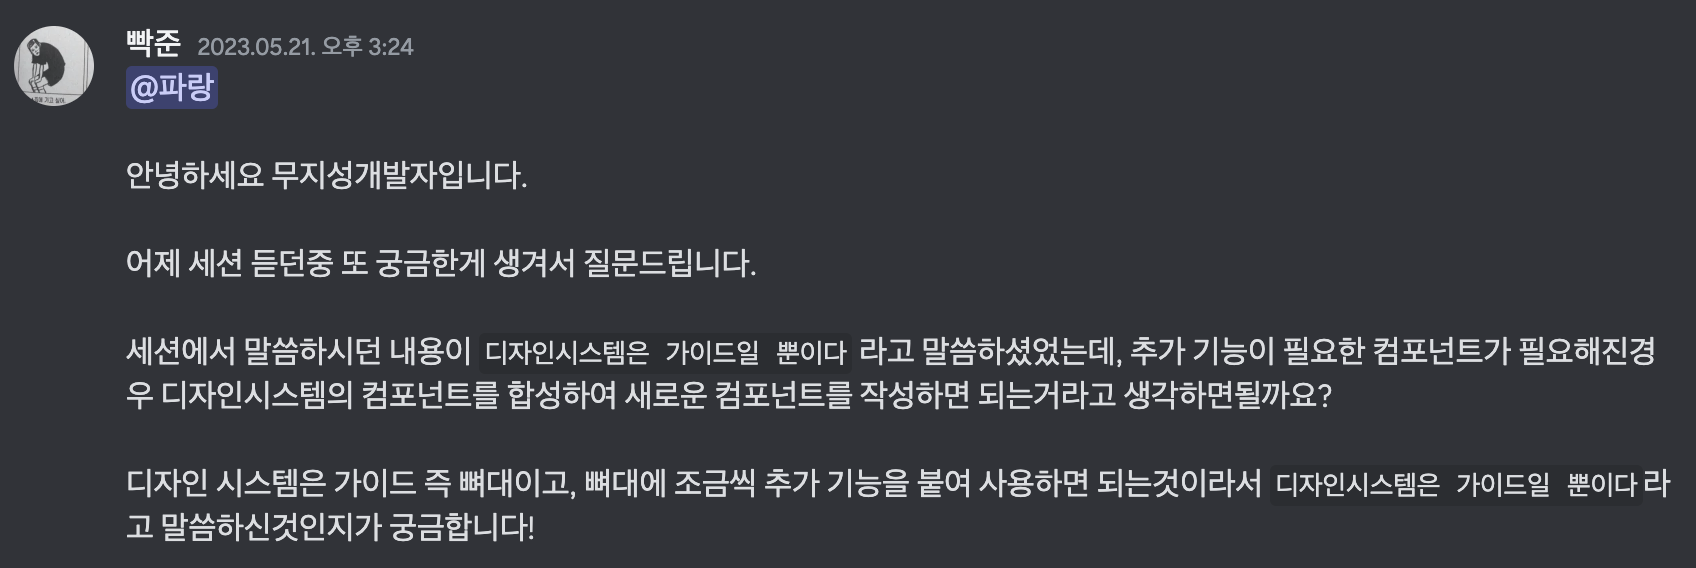 빡준 2023.05.21. 오후 3:24
@파랑
안녕하세요 무지성개발자입니다.
어제 세션 듣던중 또 궁금한게 생겨서 질문드립니다.
세션에서 말씀하시던 내용이 디자인시스템은 가이드일 뿐이다 라고 말씀하셨었는데, 추가 기능이 필요한 컴포넌트가 필요해진경
우 디자인시스템의 컴포넌트를 합성하여 새로운 컴포넌트를 작성하면 되는거라고 생각하면될까요?
디자인 시스템은 가이드 즉 뼈대이고, 뼈대에 조금씩 추가 기능을 붙여 사용하면 되는것이라서 디자인시스템은 가이드일 뿐이다라
고 말씀하신것인지가 궁금합니다!